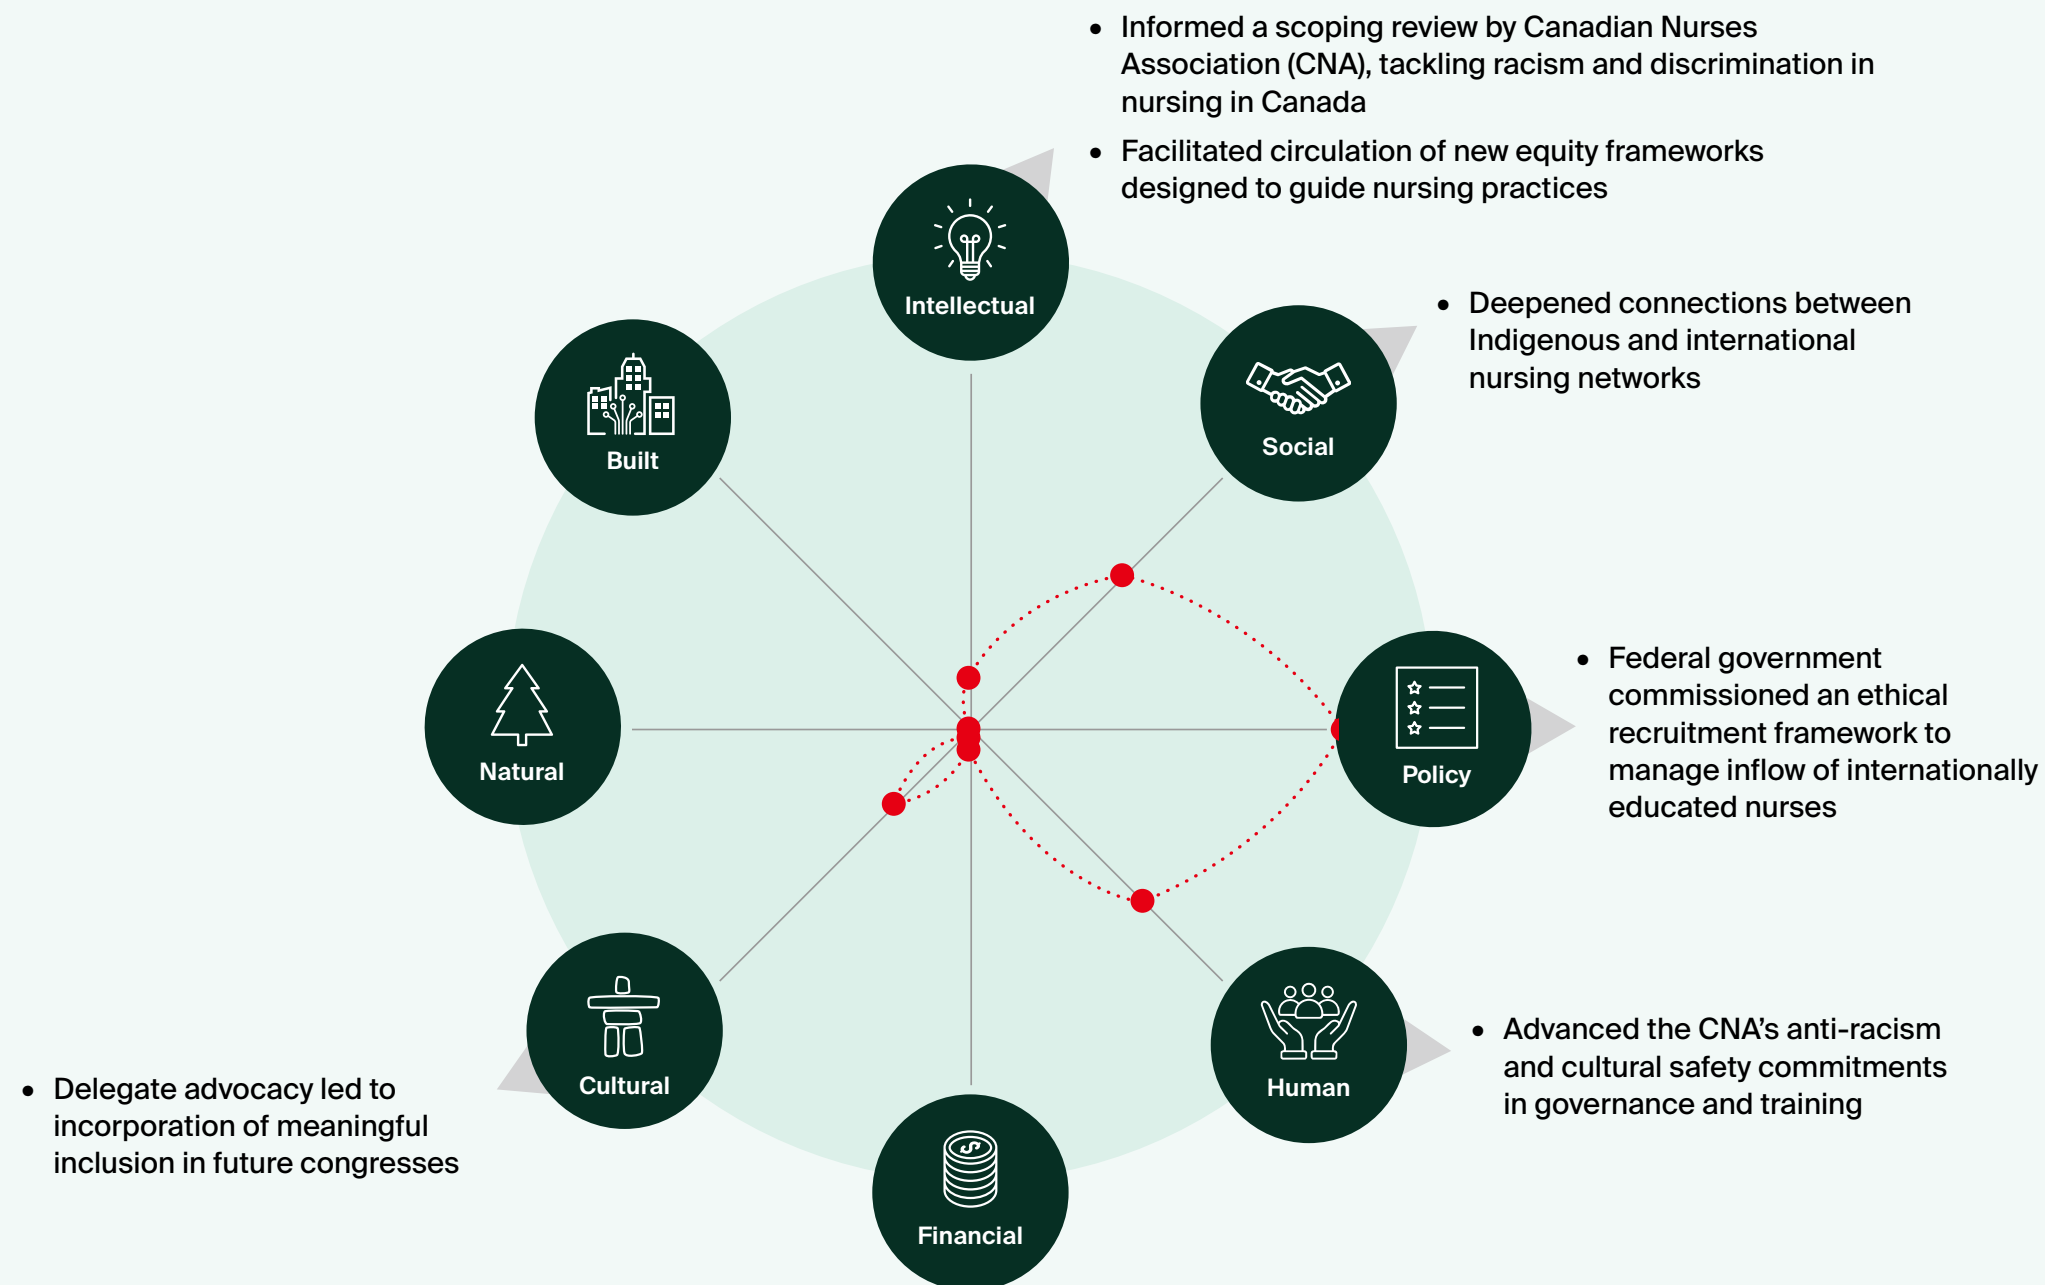 • Informed a scoping review by Canadian Nurses
Association (CNA), tackling racism and discrimination in
nursing in Canada
• Facilitated circulation of new equity frameworks
designed to guide nursing practices
Intellectual
• Deepened connections between
Indigenous and international
nursing networks
Social
Built
• Federal government
commissioned an ethical
recruitment framework to
manage inflow of internationally
educated nurses
Policy
Natural
• Advanced the CNA’s anti-racism
and cultural safety commitments
in governance and training
Human
Cultural
• Delegate advocacy led to
incorporation of meaningful
inclusion in future congresses
$
Financial